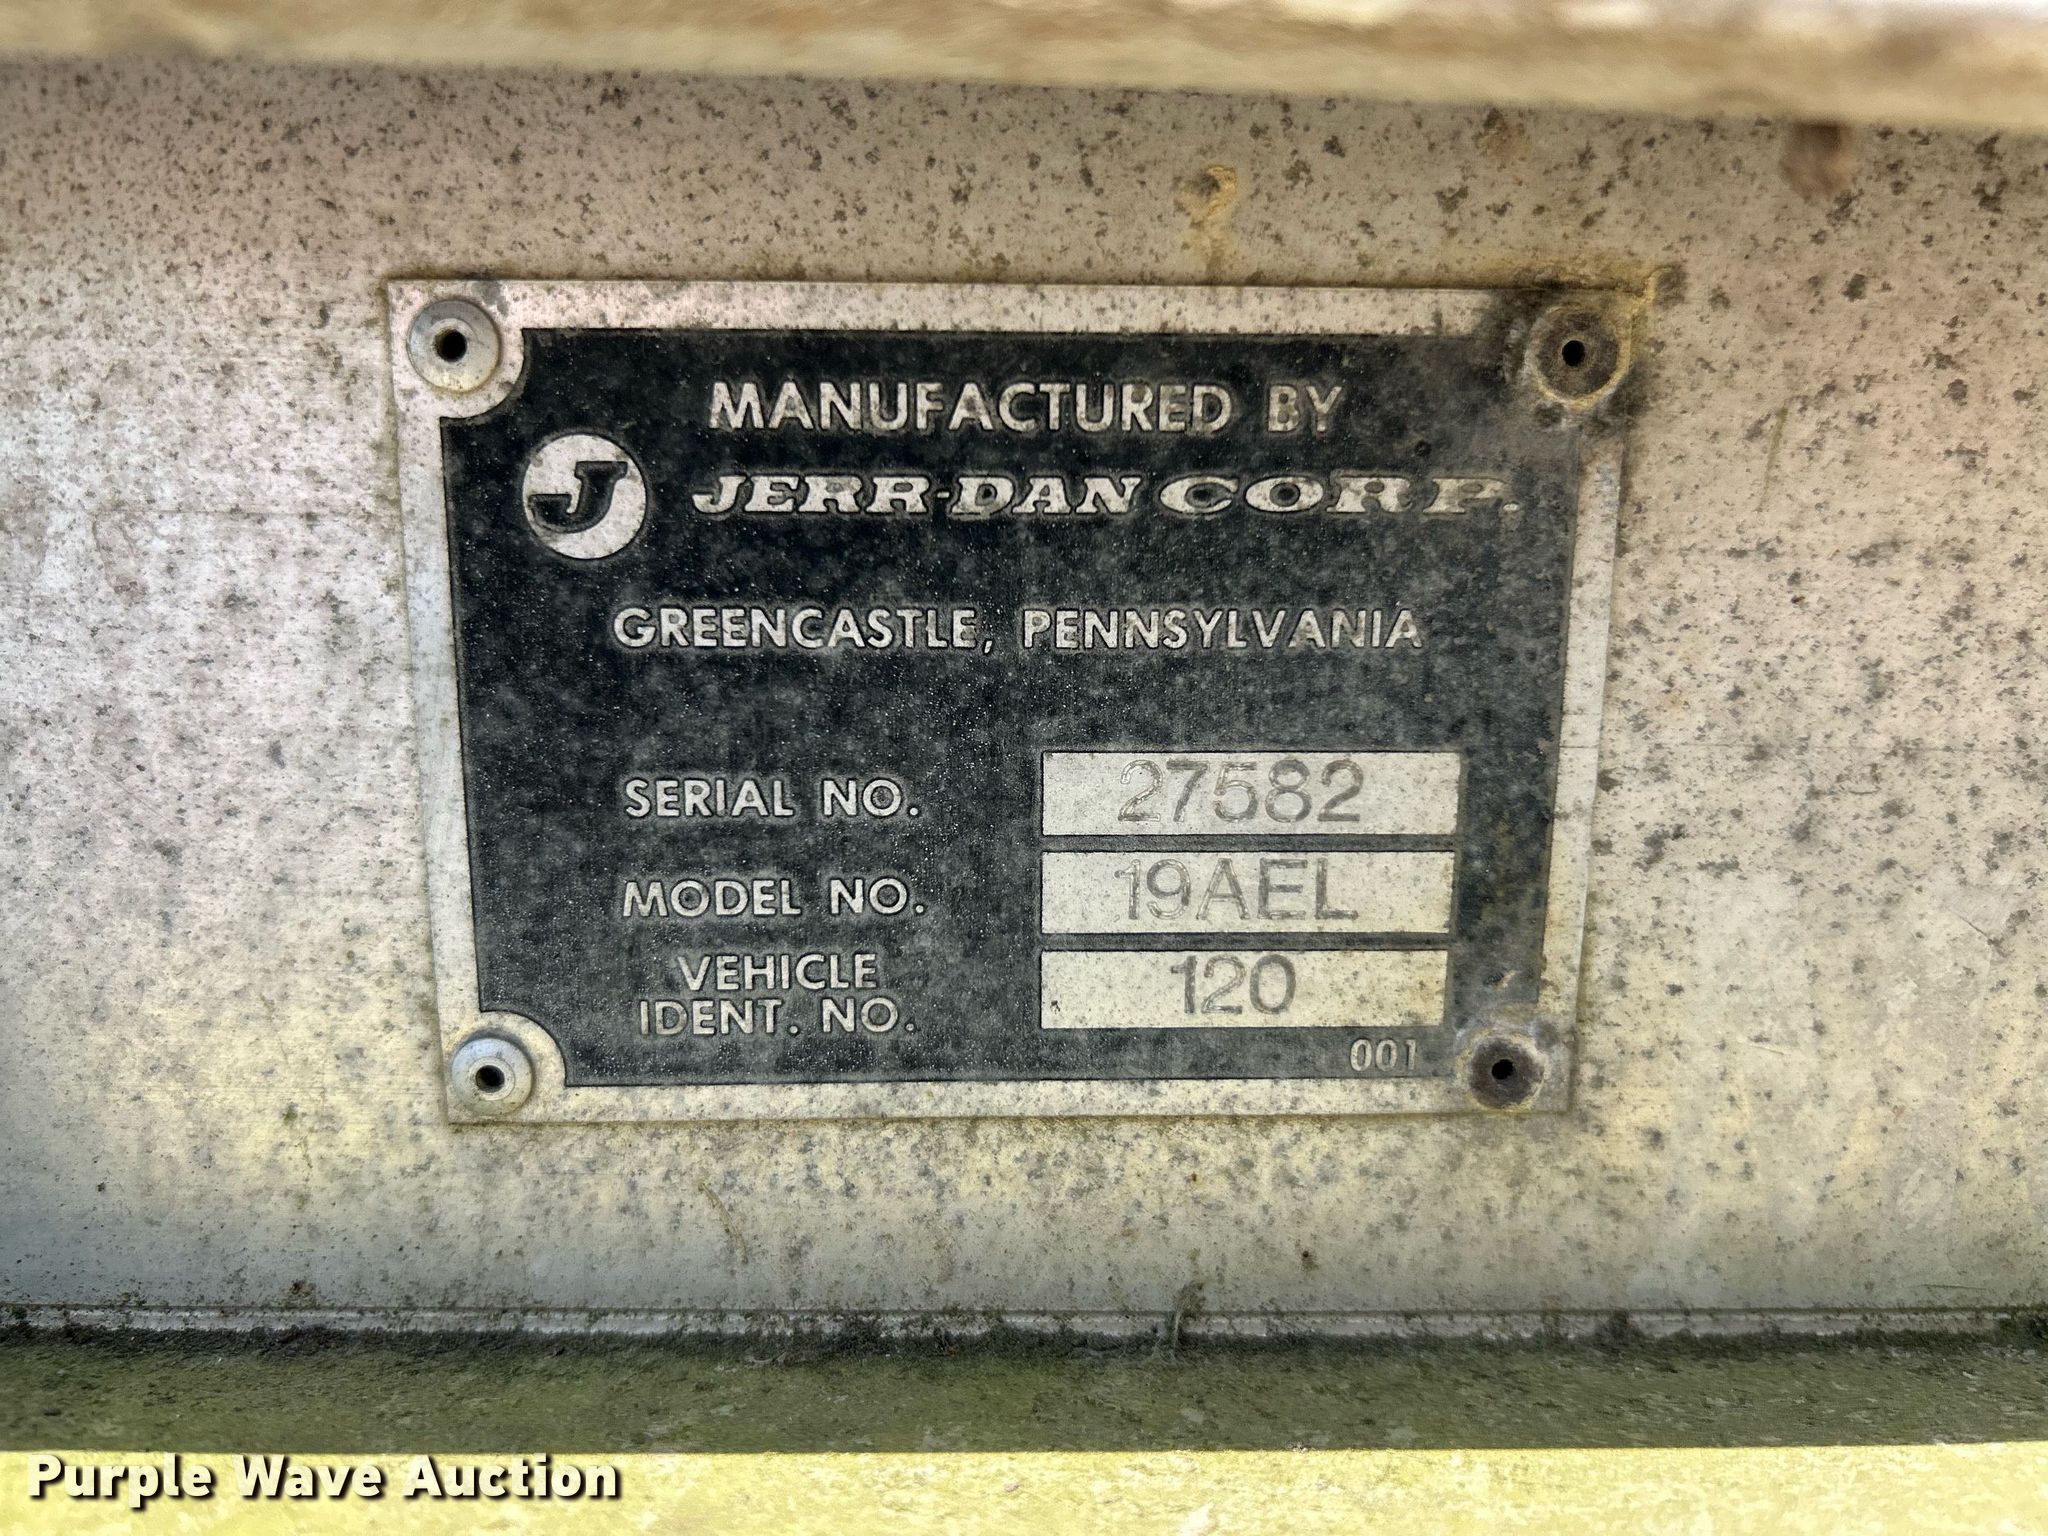 MANUFACTURED BY
J JERR-DAN CORP.
GREENCASTLE, PENNSYLVANIA
SERIAL NO. 27582
MODEL NO. 19AEL
VEHICLE
IDENT. NO. 120
001
Purple Wave Auction